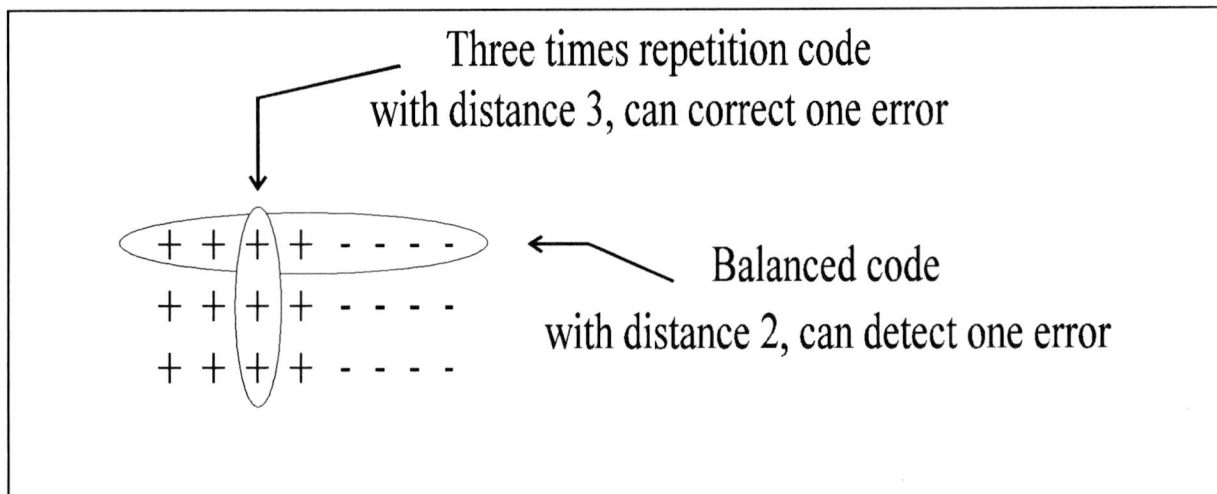 Three times repetition code
with distance 3, can correct one error
+ + + + - - - -
Balanced code
+ + + + - - - -
with distance 2, can detect one error
+ + + + - - - -